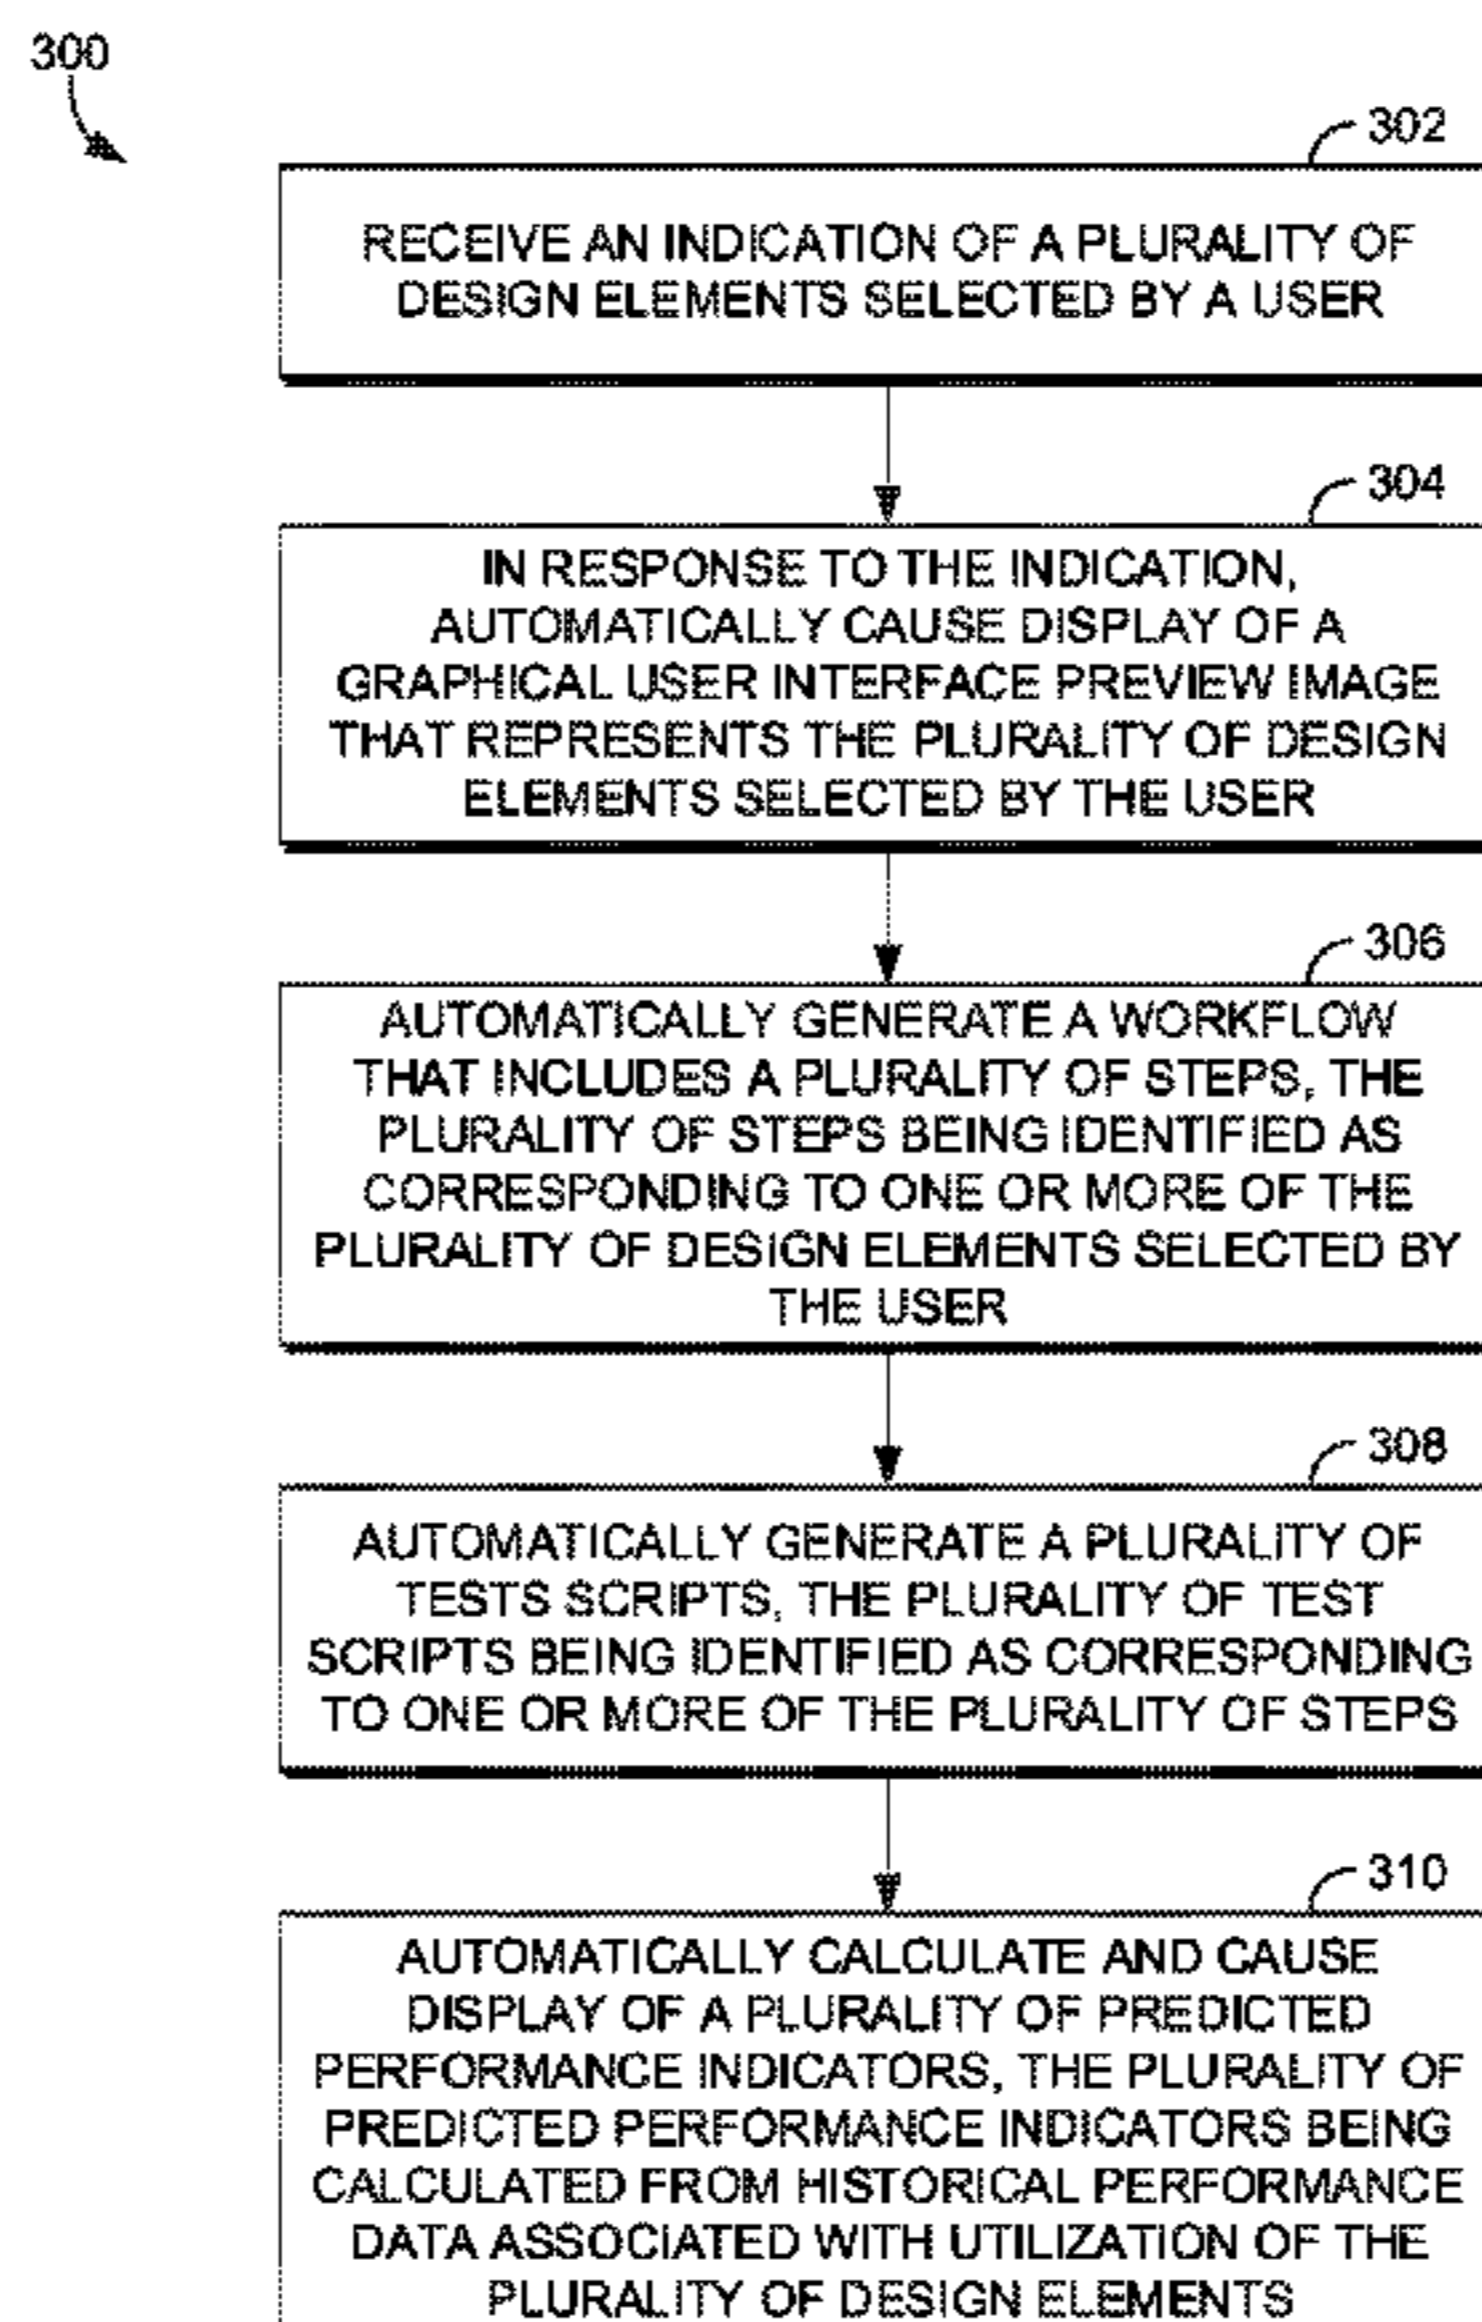 300
302
RECEIVE AN INDICATION OF A PLURALITY OF
DESIGN ELEMENTS SELECTED BY A USER
304
IN RESPONSE TO THE INDICATION,
AUTOMATICALLY CAUSE DISPLAY OF A
GRAPHICAL USER INTERFACE PREVIEW IMAGE
THAT REPRESENTS THE PLURALITY OF DESIGN
ELEMENTS SELECTED BY THE USER
306
AUTOMATICALLY GENERATE A WORKFLOW
THAT INCLUDES A PLURALITY OF STEPS, THE
PLURALITY OF STEPS BEING IDENTIFIED AS
CORRESPONDING TO ONE OR MORE OF THE
PLURALITY OF DESIGN ELEMENTS SELECTED BY
THE USER
308
AUTOMATICALLY GENERATE A PLURALITY OF
TESTS SCRIPTS, THE PLURALITY OF TEST
SCRIPTS BEING IDENTIFIED AS CORRESPONDING
TO ONE OR MORE OF THE PLURALITY OF STEPS
310
AUTOMATICALLY CALCULATE AND CAUSE
DISPLAY OF A PLURALITY OF PREDICTED
PERFORMANCE INDICATORS, THE PLURALITY OF
PREDICTED PERFORMANCE INDICATORS BEING
CALCULATED FROM HISTORICAL PERFORMANCE
DATA ASSOCIATED WITH UTILIZATION OF THE
PLURALITY OF DESIGN ELEMENTS